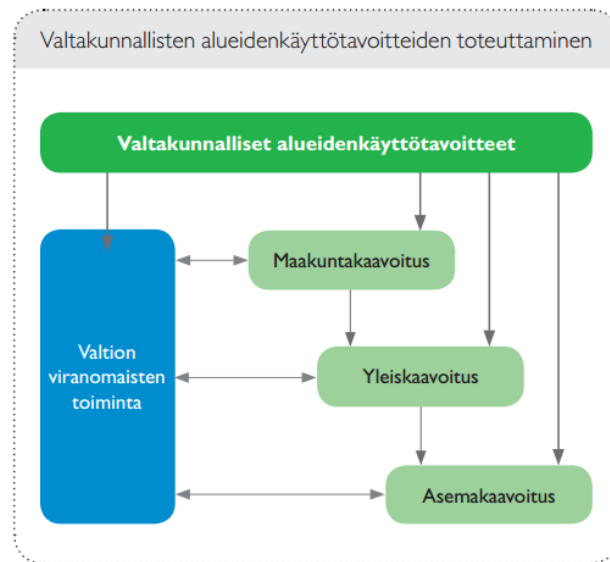 Valtakunnallisten alueidenkäyttötavoitteiden toteuttaminen
Valtakunnalliset alueidenkäyttötavoitteet
Maakuntakaavoitus
Valtion
viranomaisten
toiminta
Yleiskaavoitus
Asemakaavoitus